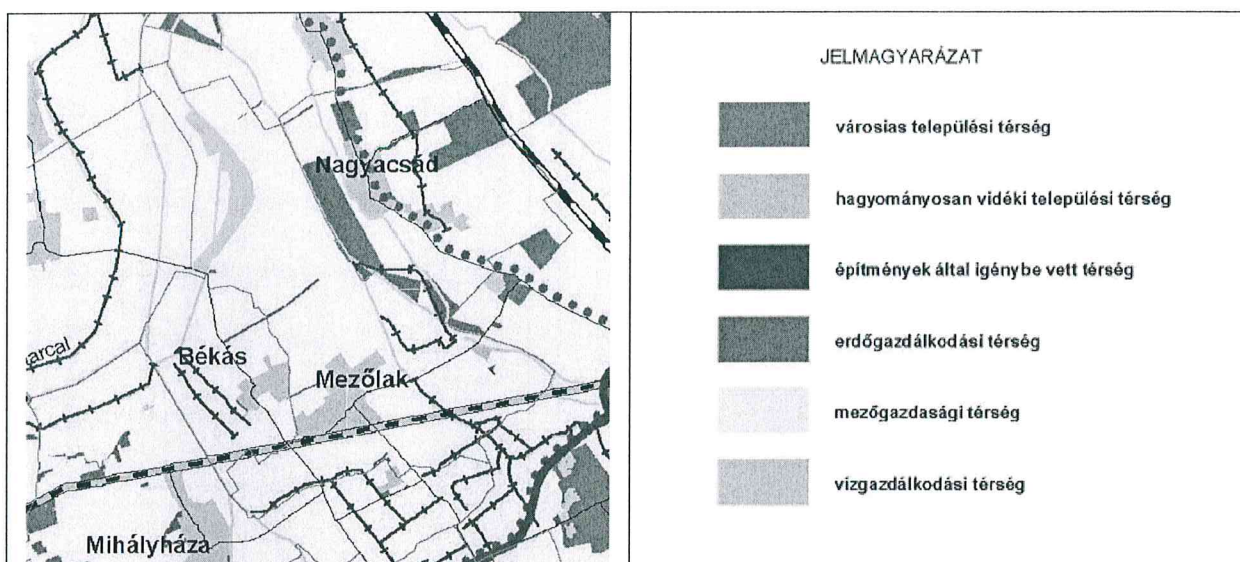 Nagyacsád
arcal
Békás
Mezőlak
Mihályháza
JELMAGYARÁZAT
városias települési térség
hagyományosan vidéki települési térség
építmények által igénybe vett térség
erdőgazdálkodási térség
mezőgazdasági térség
vízgazdálkodási térség